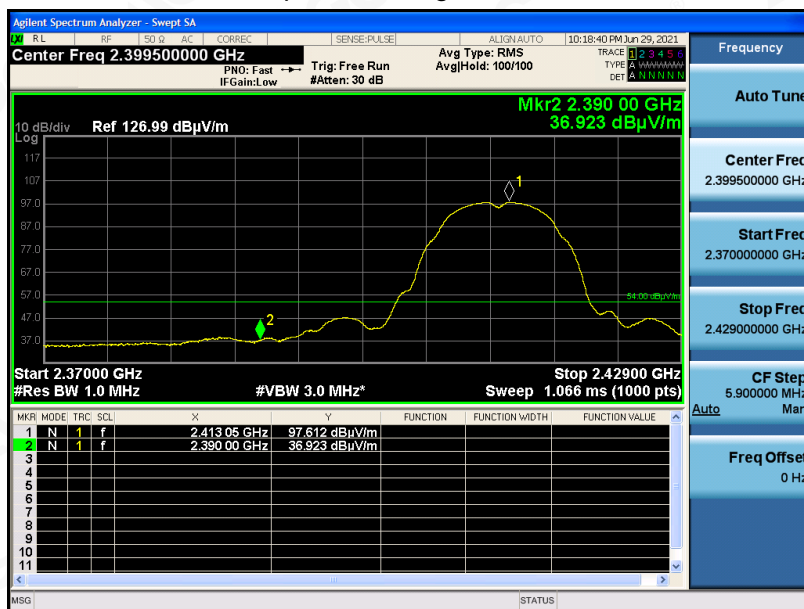 Agilent Spectrum Analyzer - Swept SA
LXI RL RF 50 Ω AC CORREC SENSE:PULSE ALIGN AUTO 10:18:40 PM Jun 29, 2021
Center Freq 2.399500000 GHz
PNO: Fast
IFGain:Low
Trig: Free Run
#Atten: 30 dB
Avg Type: RMS
Avg|Hold: 100/100
TRACE 1 2 3 4 5 6
TYPE A WWWWW
DET A N N N N N
Mkr2 2.390 00 GHz
36.923 dBµV/m
10 dB/div Ref 126.99 dBµV/m
Log
117
107
97.0
87.0
77.0
67.0
57.0
47.0
37.0
1
2
54.00 dBµV/m
Start 2.37000 GHz Stop 2.42900 GHz
#Res BW 1.0 MHz #VBW 3.0 MHz* Sweep 1.066 ms (1000 pts)
MKR MODE TRC SCL X Y FUNCTION FUNCTION WIDTH FUNCTION VALUE
1 N 1 f 2.413 05 GHz 97.612 dBµV/m
2 N 1 f 2.390 00 GHz 36.923 dBµV/m
3
4
5
6
7
8
9
10
11
MSG STATUS
Frequency
Auto Tune
Center Freq
2.399500000 GHz
Start Freq
2.370000000 GHz
Stop Freq
2.429000000 GHz
CF Step
5.900000 MHz
Auto Man
Freq Offset
0 Hz